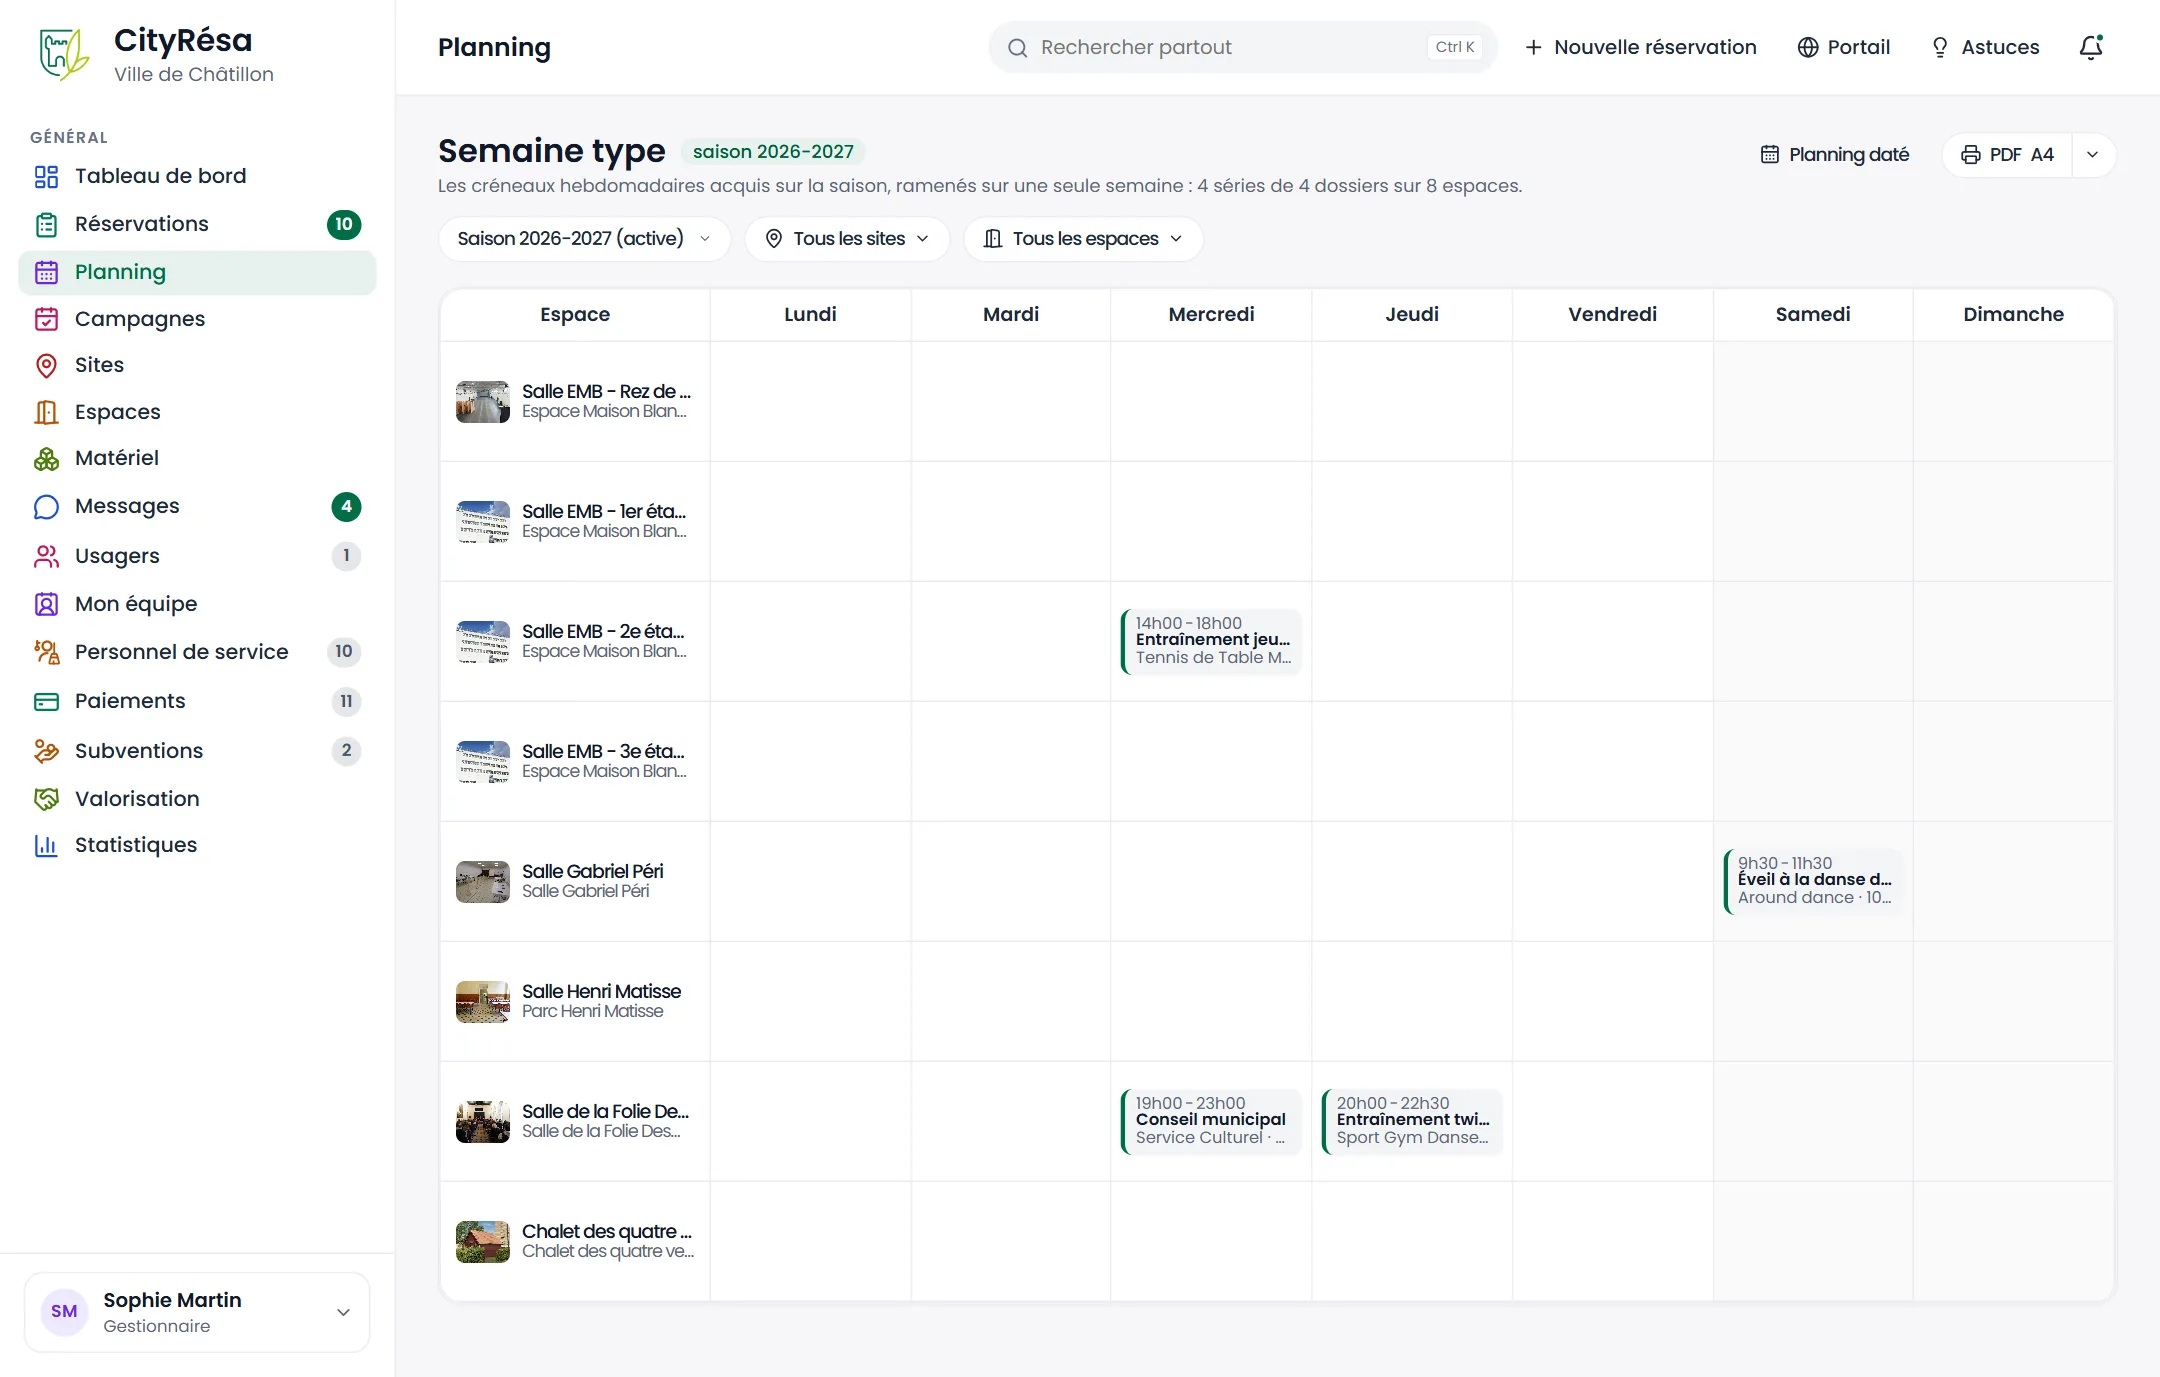 CityRésa
Ville de Châtillon
GÉNÉRAL
Tableau de bord
Réservations 10
Planning
Campagnes
Sites
Espaces
Matériel
Messages 4
Usagers 1
Mon équipe
Personnel de service 10
Paiements 11
Subventions 2
Valorisation
Statistiques
SM
Sophie Martin
Gestionnaire
Planning
Rechercher partout Ctrl K
Nouvelle réservation
Portail
Astuces
Semaine type saison 2026-2027
Les créneaux hebdomadaires acquis sur la saison, ramenés sur une seule semaine : 4 séries de 4 dossiers sur 8 espaces.
Planning daté
PDF A4
Saison 2026-2027 (active)
Tous les sites
Tous les espaces
Espace Lundi Mardi Mercredi Jeudi Vendredi Samedi Dimanche
Salle EMB - Rez de ...
Espace Maison Blan...
Salle EMB - 1er éta...
Espace Maison Blan...
Salle EMB - 2e éta...
Espace Maison Blan...
14h00 - 18h00
Entraînement jeu...
Tennis de Table M...
Salle EMB - 3e éta...
Espace Maison Blan...
Salle Gabriel Péri
Salle Gabriel Péri
9h30 - 11h30
Éveil à la danse d...
Around dance · 10...
Salle Henri Matisse
Parc Henri Matisse
Salle de la Folie De...
Salle de la Folie Des...
19h00 - 23h00
Conseil municipal
Service Culturel · ...
20h00 - 22h30
Entraînement twi...
Sport Gym Danse...
Chalet des quatre ...
Chalet des quatre ve...